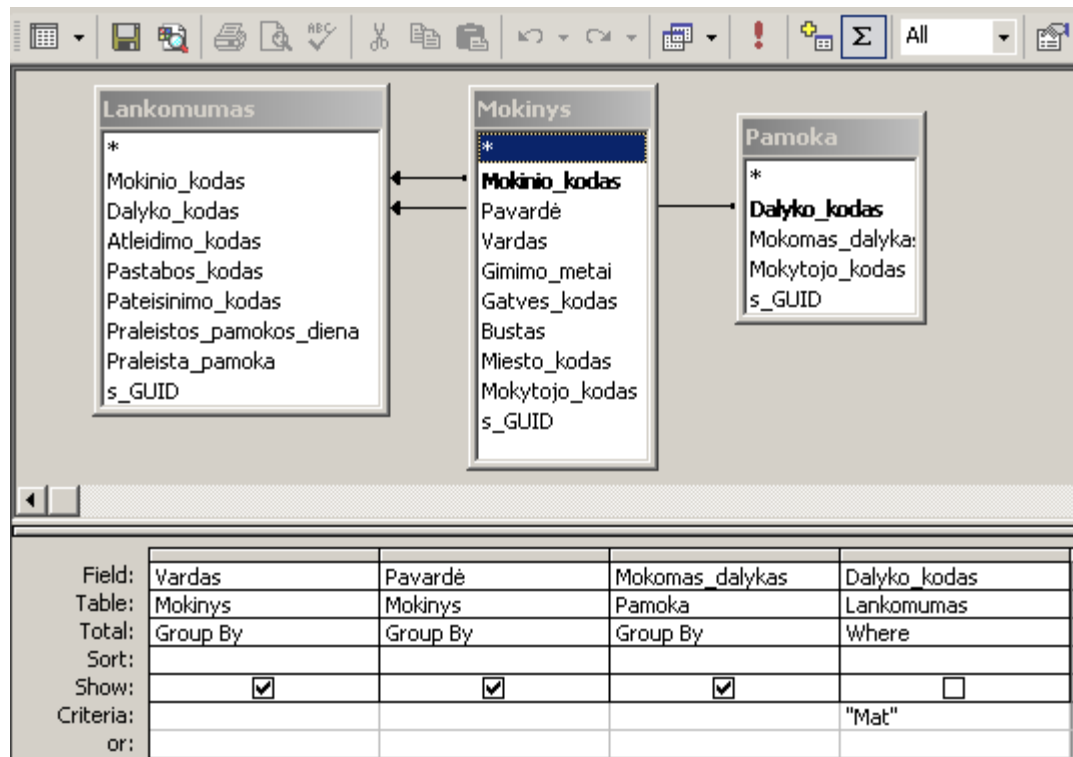 ABC
Σ All
Lankomumas
*
Mokinio_kodas
Dalyko_kodas
Atleidimo_kodas
Pastabos_kodas
Pateisinimo_kodas
Praleistos_pamokos_diena
Praleista_pamoka
s_GUID
Mokinys
*
Mokinio_kodas
Pavardė
Vardas
Gimimo_metai
Gatves_kodas
Bustas
Miesto_kodas
Mokytojo_kodas
s_GUID
Pamoka
*
Dalyko_kodas
Mokomas_dalykas
Mokytojo_kodas
s_GUID
Field: Vardas Pavardė Mokomas_dalykas Dalyko_kodas
Table: Mokinys Mokinys Pamoka Lankomumas
Total: Group By Group By Group By Where
Sort:
Show:
Criteria: "Mat"
or: